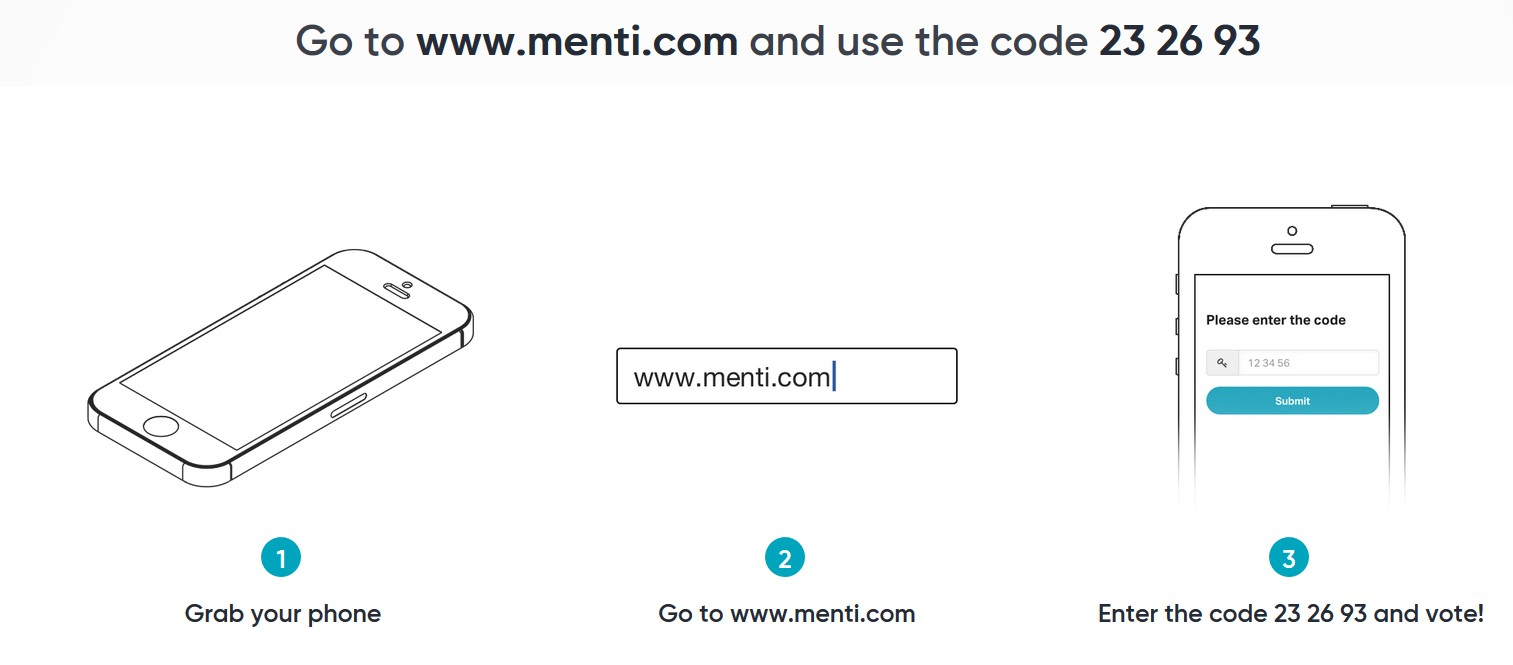 Go to www.menti.com and use the code 23 26 93
www.menti.com
Please enter the code
12 34 56
Submit
1
Grab your phone
2
Go to www.menti.com
3
Enter the code 23 26 93 and vote!